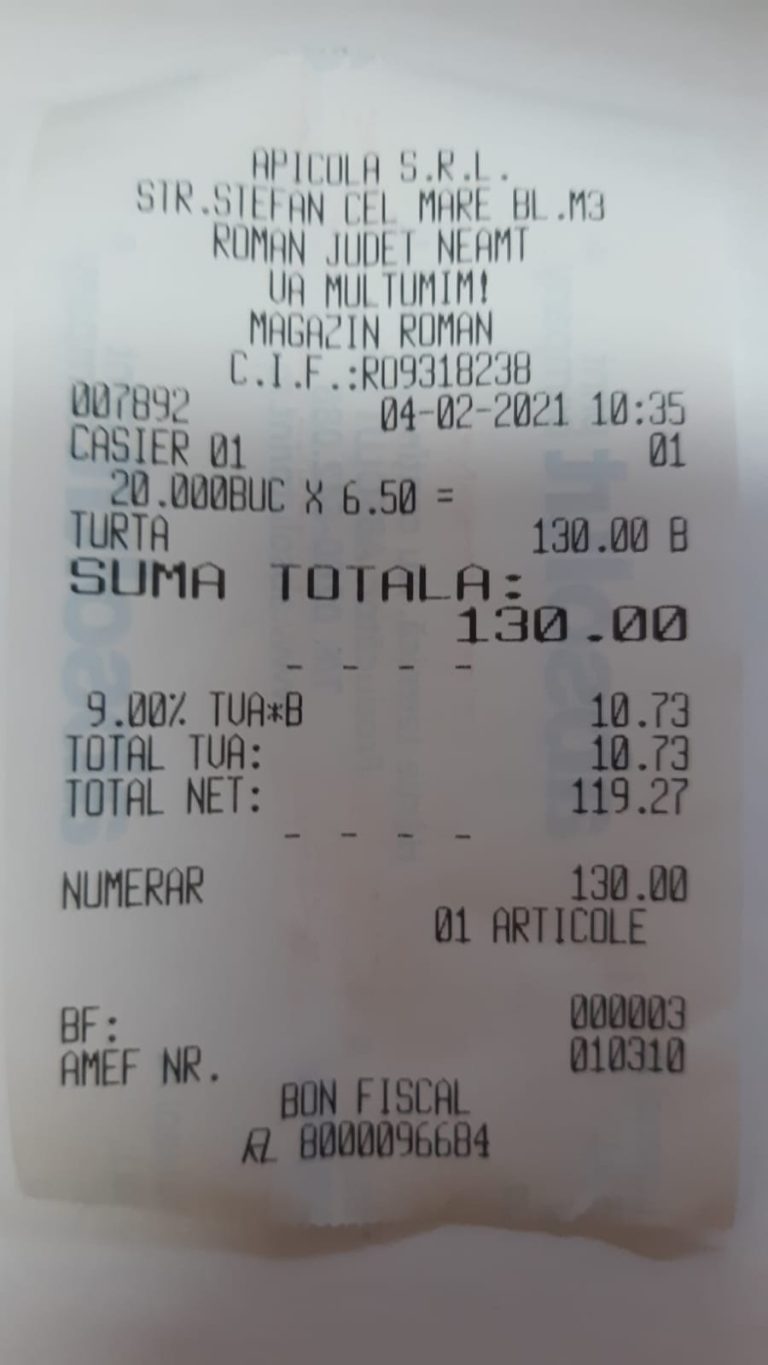 APICOLA S.R.L.
STR.STEFAN CEL MARE BL.M3
ROMAN JUDET NEAMT
VA MULTUMIM!
MAGAZIN ROMAN
C.I.F.:RO9318238
007892 04-02-2021 10:35
CASIER 01 01
20.000BUC X 6.50 =
TURTA 130.00 B
SUMA TOTALA:
130.00
- - - -
9.00% TVA*B 10.73
TOTAL TVA: 10.73
TOTAL NET: 119.27
- - - -
NUMERAR 130.00
01 ARTICOLE
BF: 000003
AMEF NR. 010310
BON FISCAL
8000096684